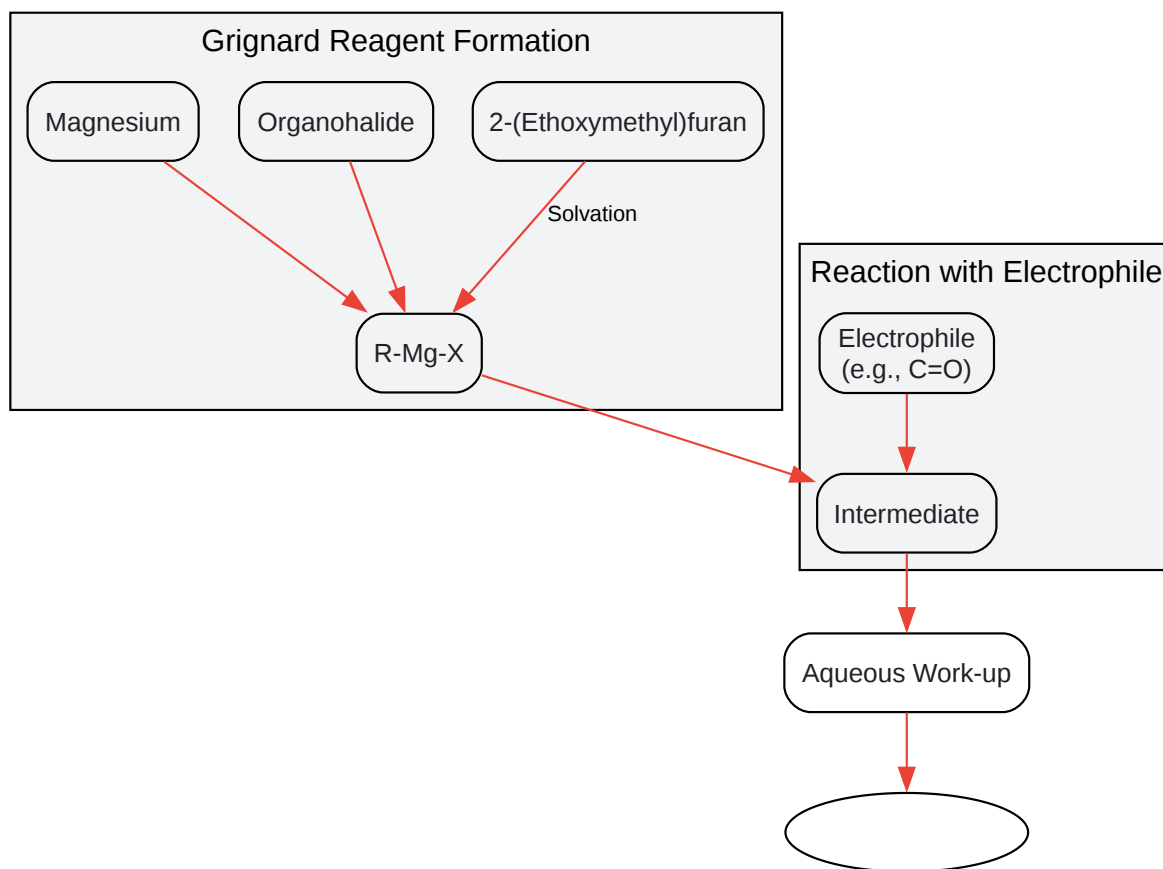 Grignard Reagent Formation
Magnesium
Organohalide
2-(Ethoxymethyl)furan
Solvation
R-Mg-X
Reaction with Electrophile
Electrophile
(e.g., C=O)
Intermediate
Aqueous Work-up